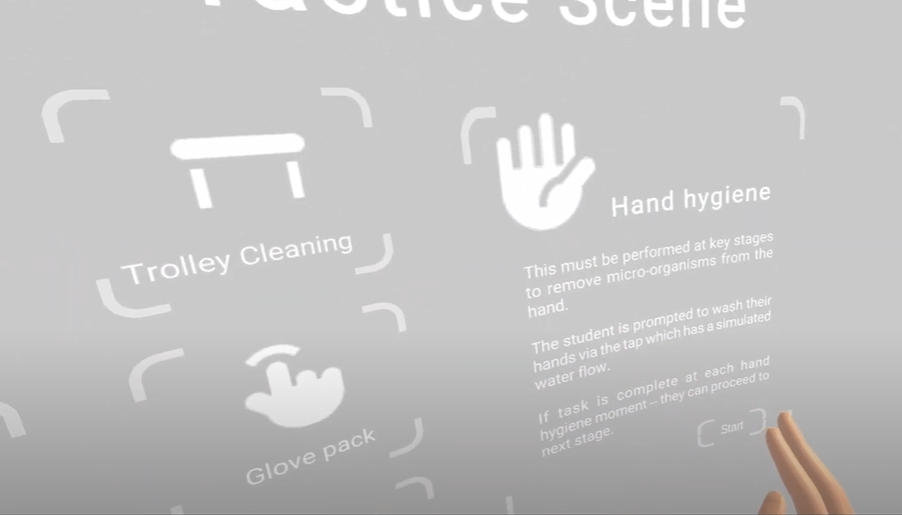 Practice Scene
Trolley Cleaning
Glove pack
Hand hygiene
This must be performed at key stages
to remove micro-organisms from the
hand.
The student is prompted to wash their
hands via the tap which has a simulated
water flow.
If task is complete at each hand
hygiene moment – they can proceed to
next stage.
Start